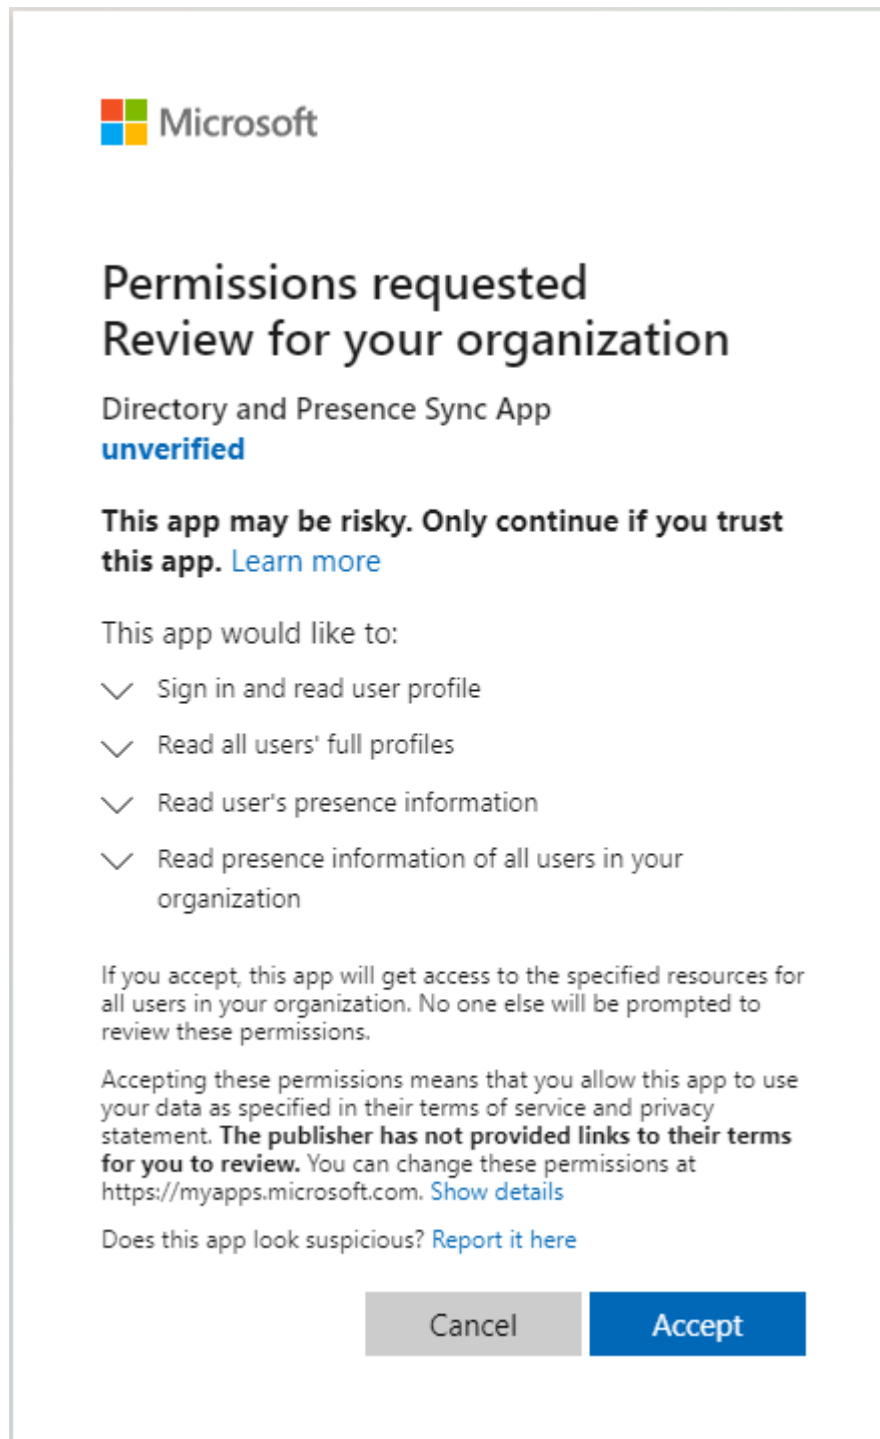 Microsoft
Permissions requested
Review for your organization
Directory and Presence Sync App
unverified
This app may be risky. Only continue if you trust
this app. Learn more
This app would like to:
Sign in and read user profile
Read all users' full profiles
Read user's presence information
Read presence information of all users in your
organization
If you accept, this app will get access to the specified resources for
all users in your organization. No one else will be prompted to
review these permissions.
Accepting these permissions means that you allow this app to use
your data as specified in their terms of service and privacy
statement. The publisher has not provided links to their terms
for you to review. You can change these permissions at
https://myapps.microsoft.com. Show details
Does this app look suspicious? Report it here
Cancel
Accept